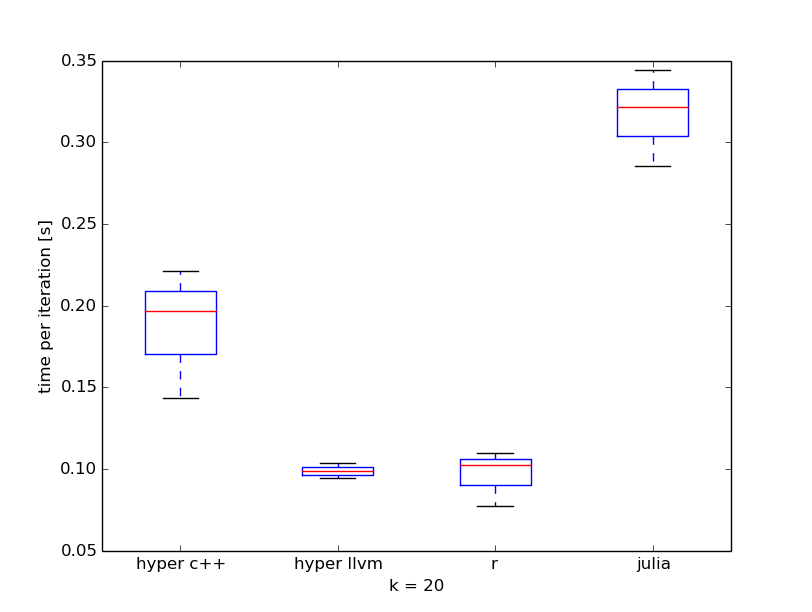 0.35
0.30
0.25
0.20
0.15
0.10
0.05
time per iteration [s]
hyper c++ hyper llvm r julia
k = 20